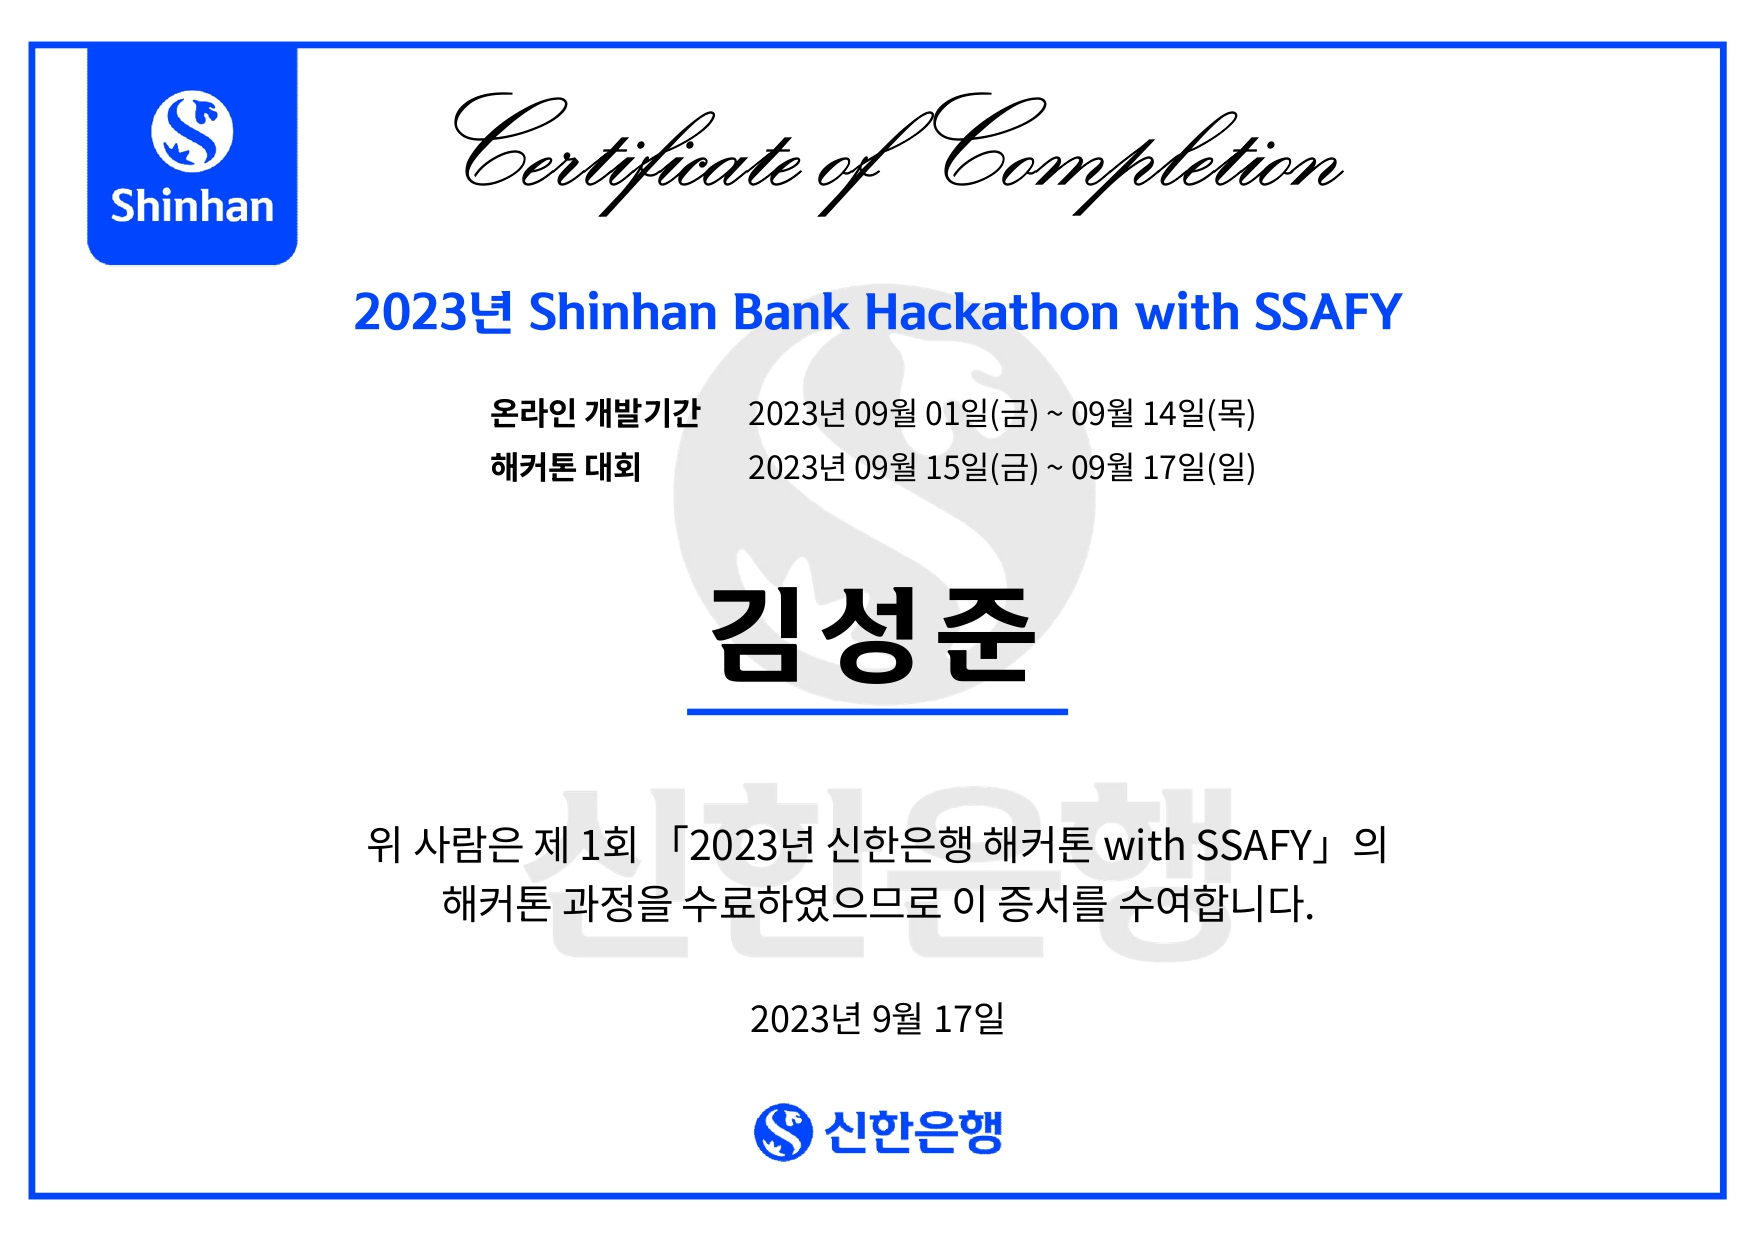 Shinhan
Certificate of Completion
2023년 Shinhan Bank Hackathon with SSAFY
온라인 개발기간 2023년 09월 01일(금) ~ 09월 14일(목)
해커톤 대회 2023년 09월 15일(금) ~ 09월 17일(일)
김성준
신한은행
위 사람은 제 1회 「2023년 신한은행 해커톤 with SSAFY」의
해커톤 과정을 수료하였으므로 이 증서를 수여합니다.
2023년 9월 17일
신한은행